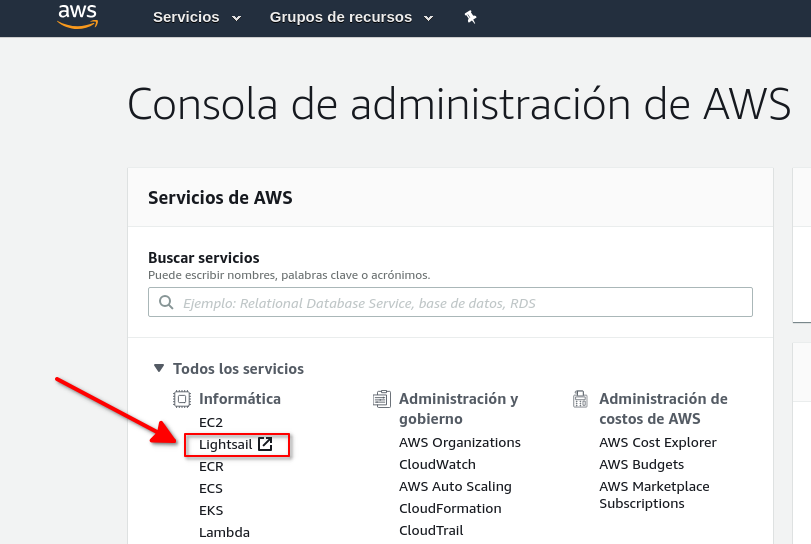 aws Servicios Grupos de recursos
Consola de administración de AWS
Servicios de AWS
Buscar servicios
Puede escribir nombres, palabras clave o acrónimos.
Ejemplo: Relational Database Service, base de datos, RDS
Todos los servicios
Informática
EC2
Lightsail
ECR
ECS
EKS
Lambda
Administración y
gobierno
AWS Organizations
CloudWatch
AWS Auto Scaling
CloudFormation
CloudTrail
Administración de
costos de AWS
AWS Cost Explorer
AWS Budgets
AWS Marketplace
Subscriptions